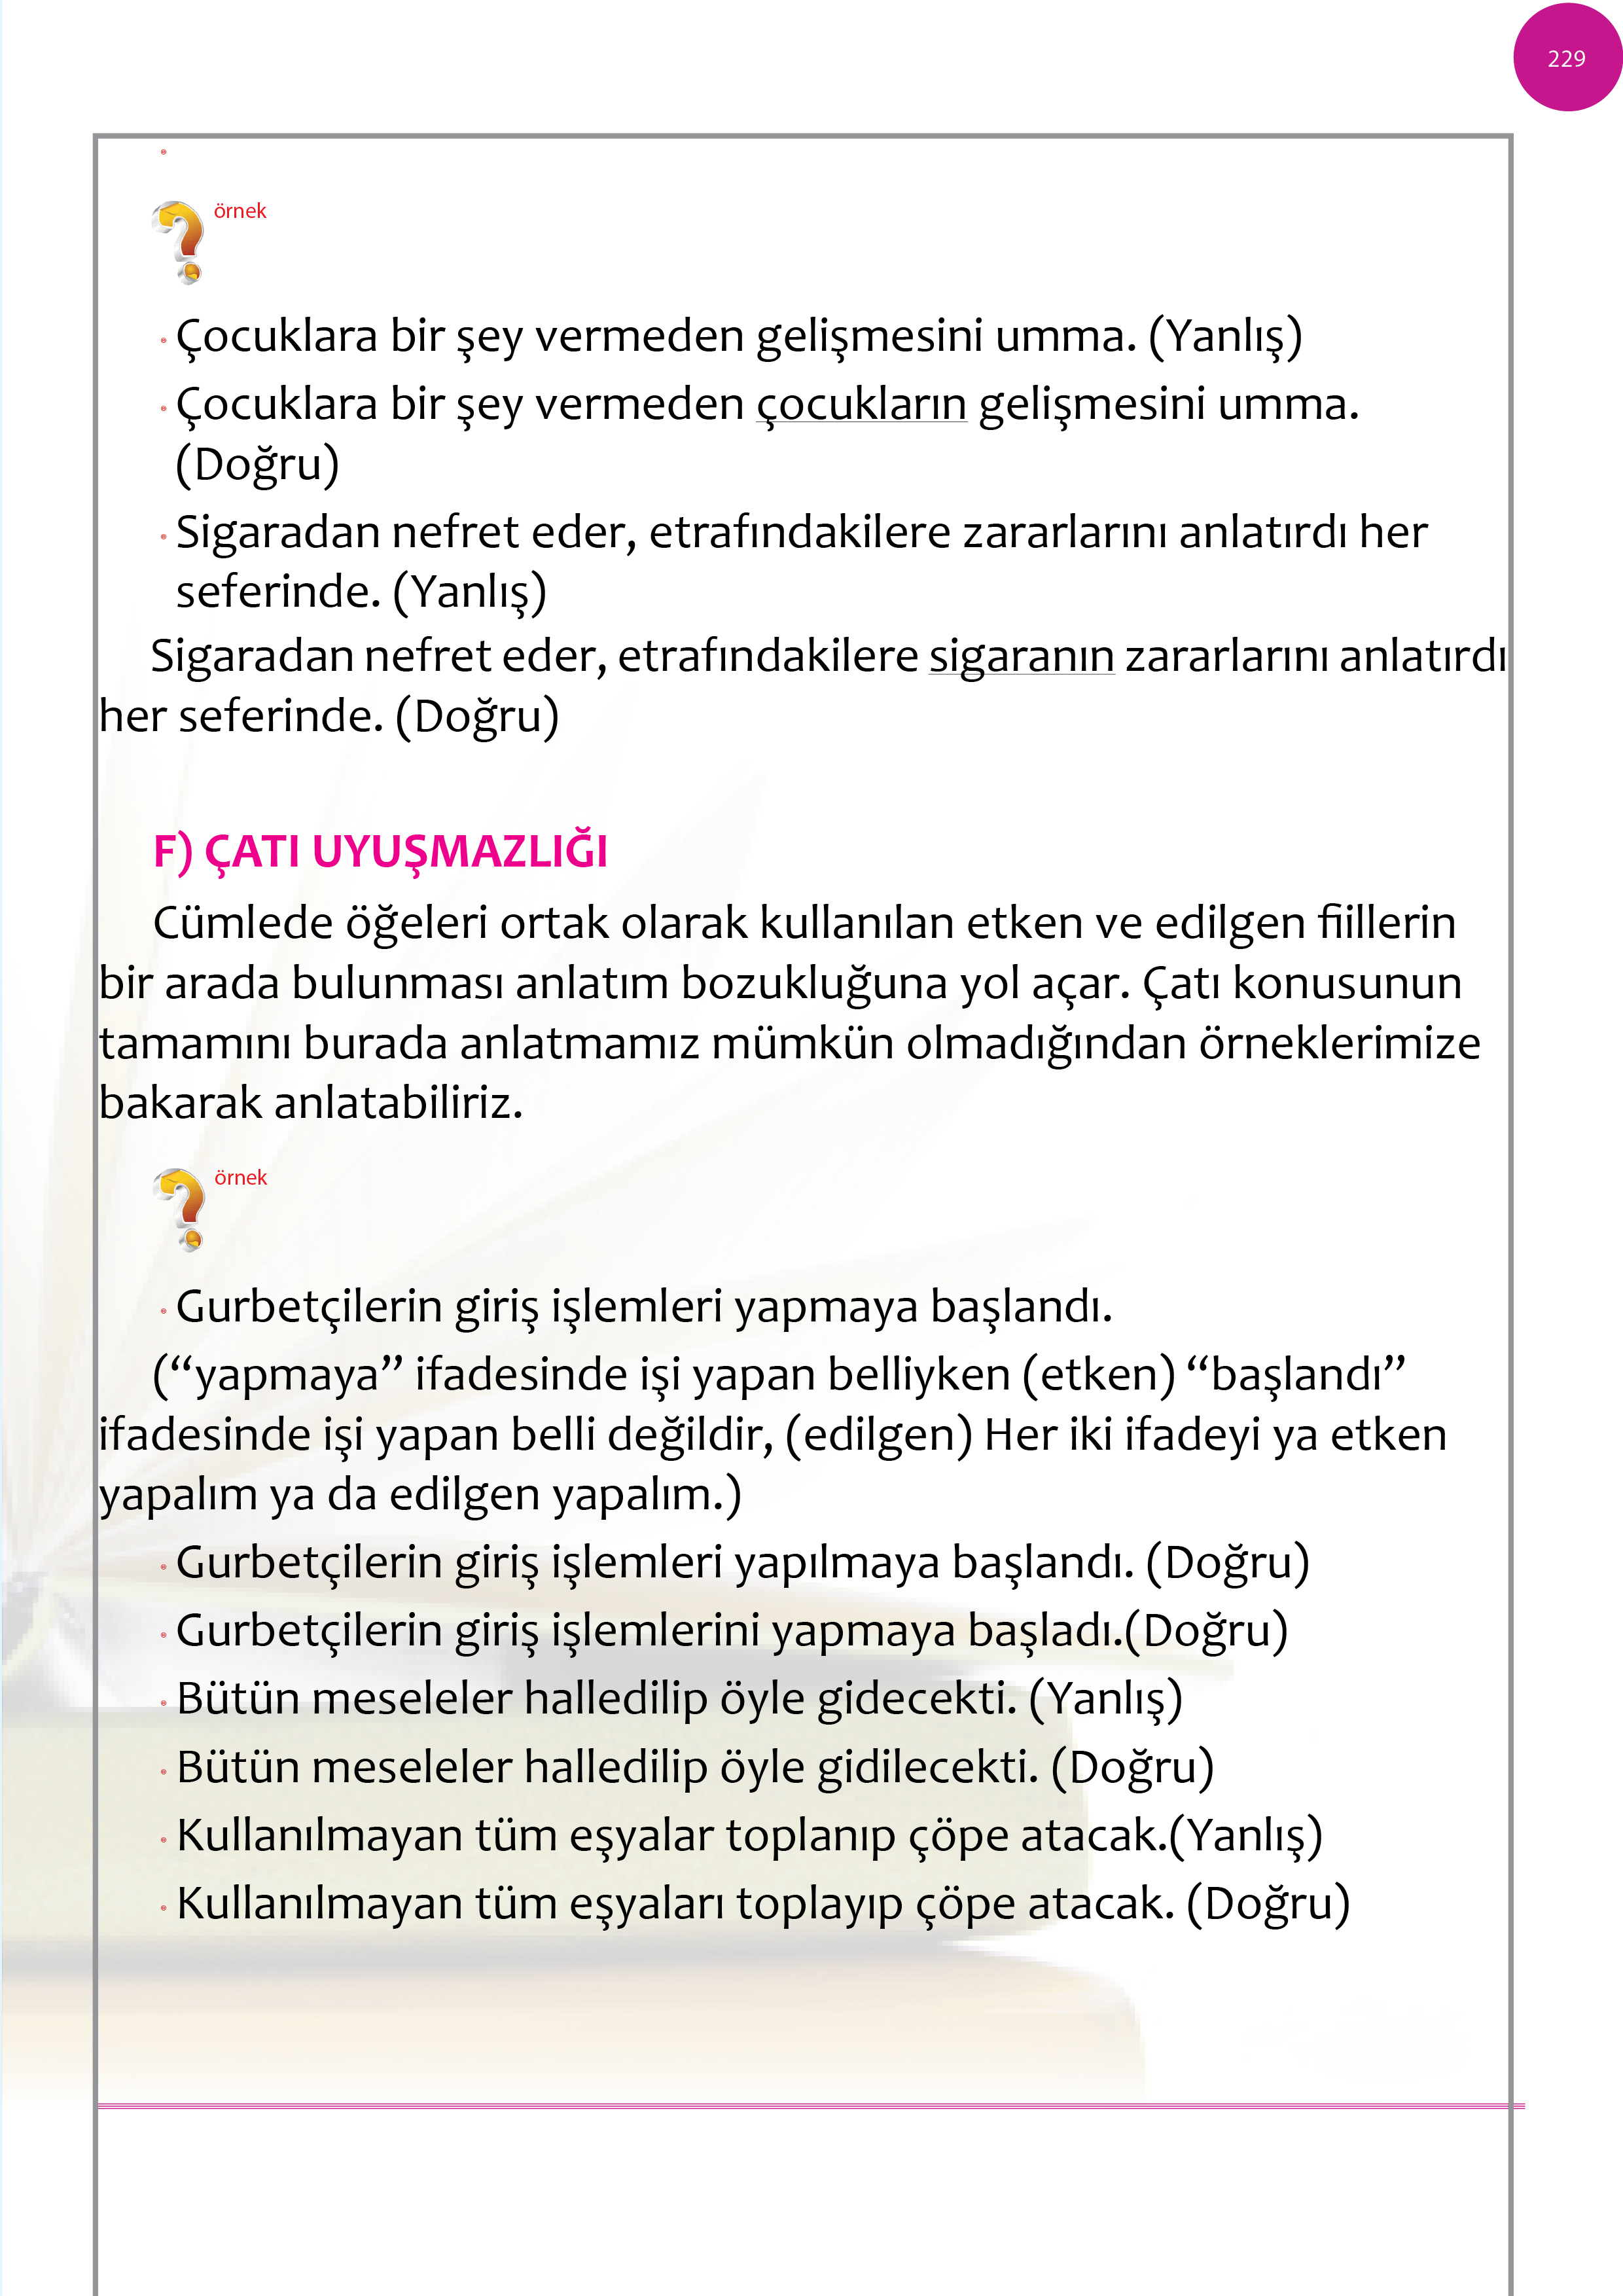 229
örnek
Çocuklara bir şey vermeden gelişmesini umma. (Yanlış)
Çocuklara bir şey vermeden çocukların gelişmesini umma.
(Doğru)
Sigaradan nefret eder, etrafındakilere zararlarını anlatırdı her
seferinde. (Yanlış)
Sigaradan nefret eder, etrafındakilere sigaranın zararlarını anlatırdı
her seferinde. (Doğru)
F) ÇATI UYUŞMAZLIĞI
Cümlede öğeleri ortak olarak kullanılan etken ve edilgen fiillerin
bir arada bulunması anlatım bozukluğuna yol açar. Çatı konusunun
tamamını burada anlatmamız mümkün olmadığından örneklerimize
bakarak anlatabiliriz.
örnek
Gurbetçilerin giriş işlemleri yapmaya başlandı.
(“yapmaya” ifadesinde işi yapan belliyken (etken) “başlandı”
ifadesinde işi yapan belli değildir, (edilgen) Her iki ifadeyi ya etken
yapalım ya da edilgen yapalım.)
Gurbetçilerin giriş işlemleri yapılmaya başlandı. (Doğru)
Gurbetçilerin giriş işlemlerini yapmaya başladı.(Doğru)
Bütün meseleler halledilip öyle gidecekti. (Yanlış)
Bütün meseleler halledilip öyle gidilecekti. (Doğru)
Kullanılmayan tüm eşyalar toplanıp çöpe atacak.(Yanlış)
Kullanılmayan tüm eşyaları toplayıp çöpe atacak. (Doğru)